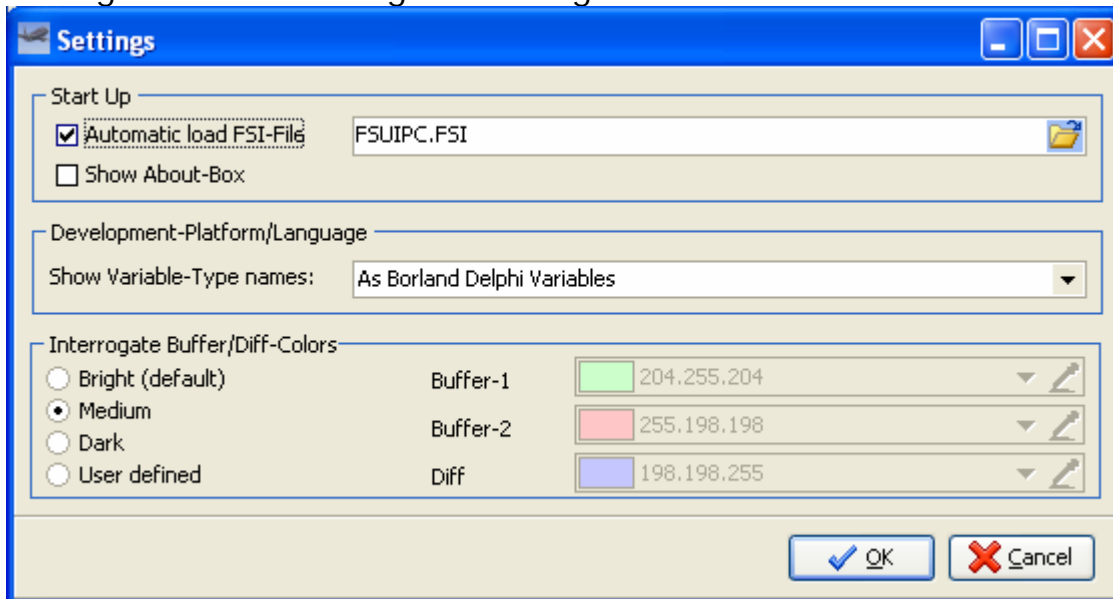 Settings
Start Up
Automatic load FSI-File FSUIPC.FSI
Show About-Box
Development-Platform/Language
Show Variable-Type names: As Borland Delphi Variables
Interrogate Buffer/Diff-Colors
Bright (default) Buffer-1 204.255.204
Medium
Buffer-2 255.198.198
Dark
User defined Diff 198.198.255
OK Cancel